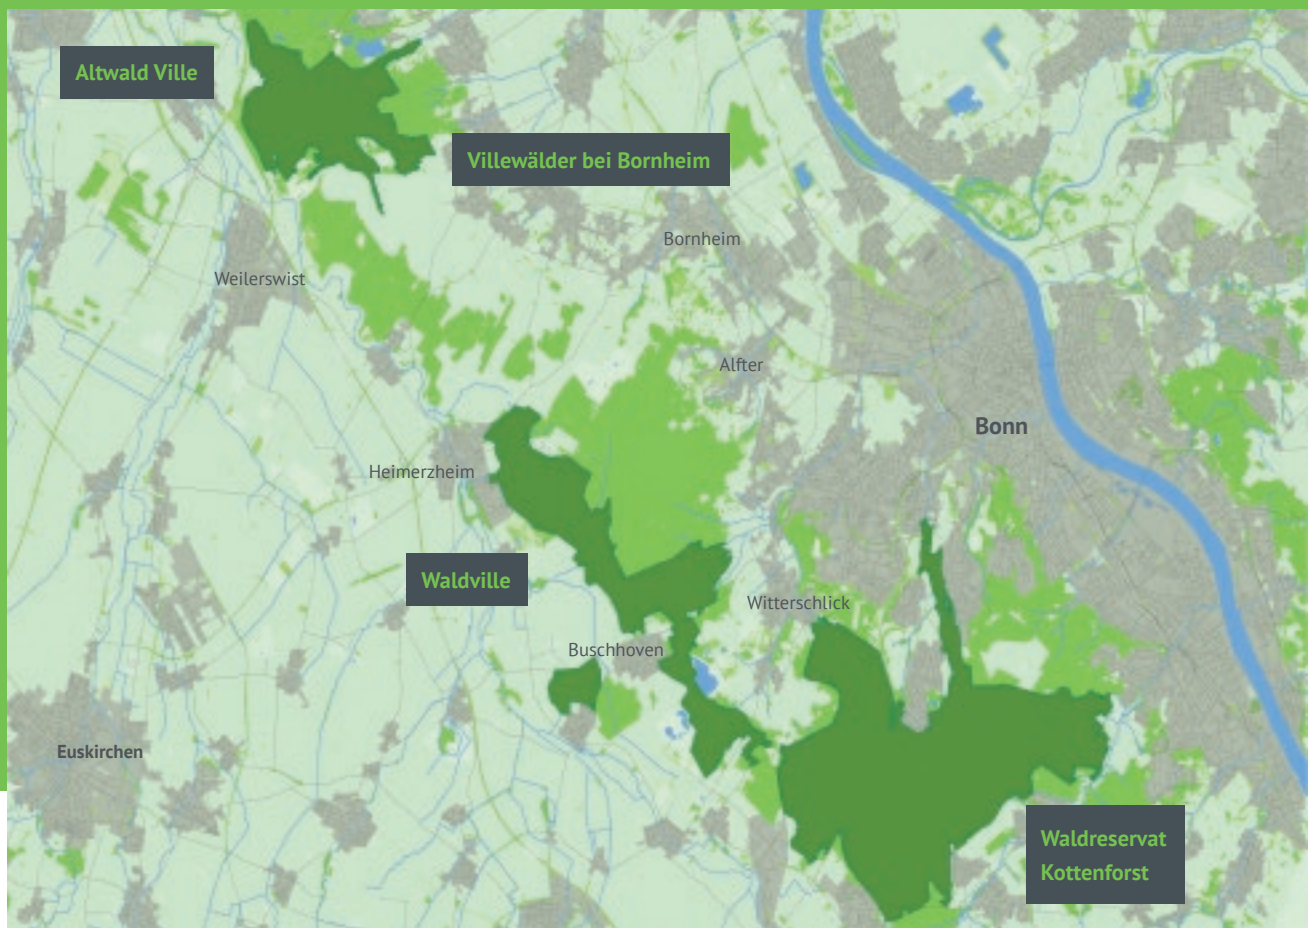 Altwald Ville
Villewälder bei Bornheim
Bornheim
Weilerswist
Alfter
Bonn
Heimerzheim
Waldville
Witterschlick
Buschhoven
Euskirchen
Waldreservat
Kottenforst